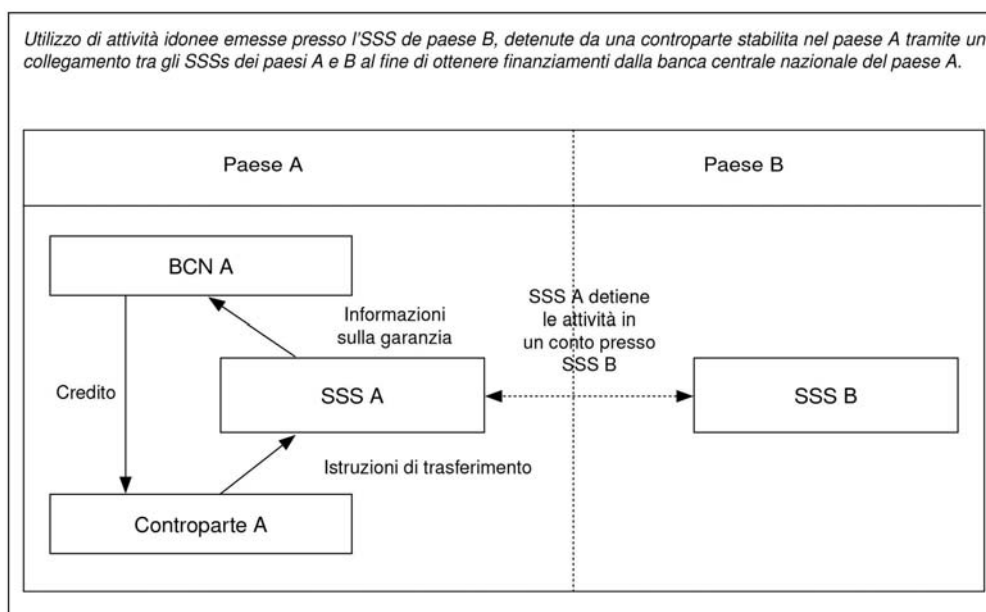 Utilizzo di attività idonee emesse presso l'SSS de paese B, detenute da una controparte stabilita nel paese A tramite un
collegamento tra gli SSSs dei paesi A e B al fine di ottenere finanziamenti dalla banca centrale nazionale del paese A.
Paese A
Paese B
BCN A
Informazioni
sulla garanzia
SSS A detiene
le attività in
un conto presso
SSS B
Credito
SSS A
SSS B
Istruzioni di trasferimento
Controparte A